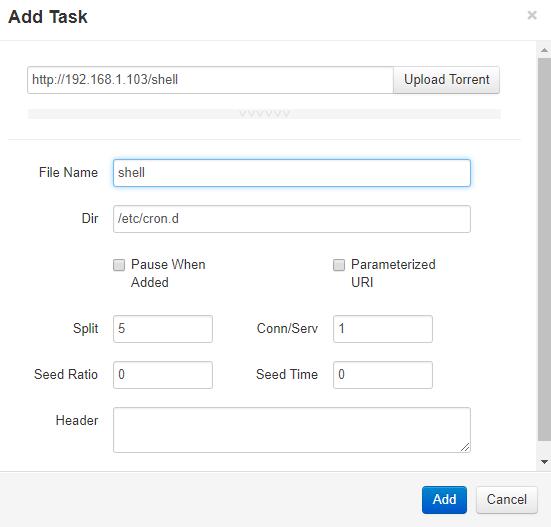 Add Task
×
http://192.168.1.103/shell Upload Torrent
File Name shell
Dir /etc/cron.d
Pause When Added Parameterized URI
Split 5 Conn/Serv 1
Seed Ratio 0 Seed Time 0
Header
Add Cancel